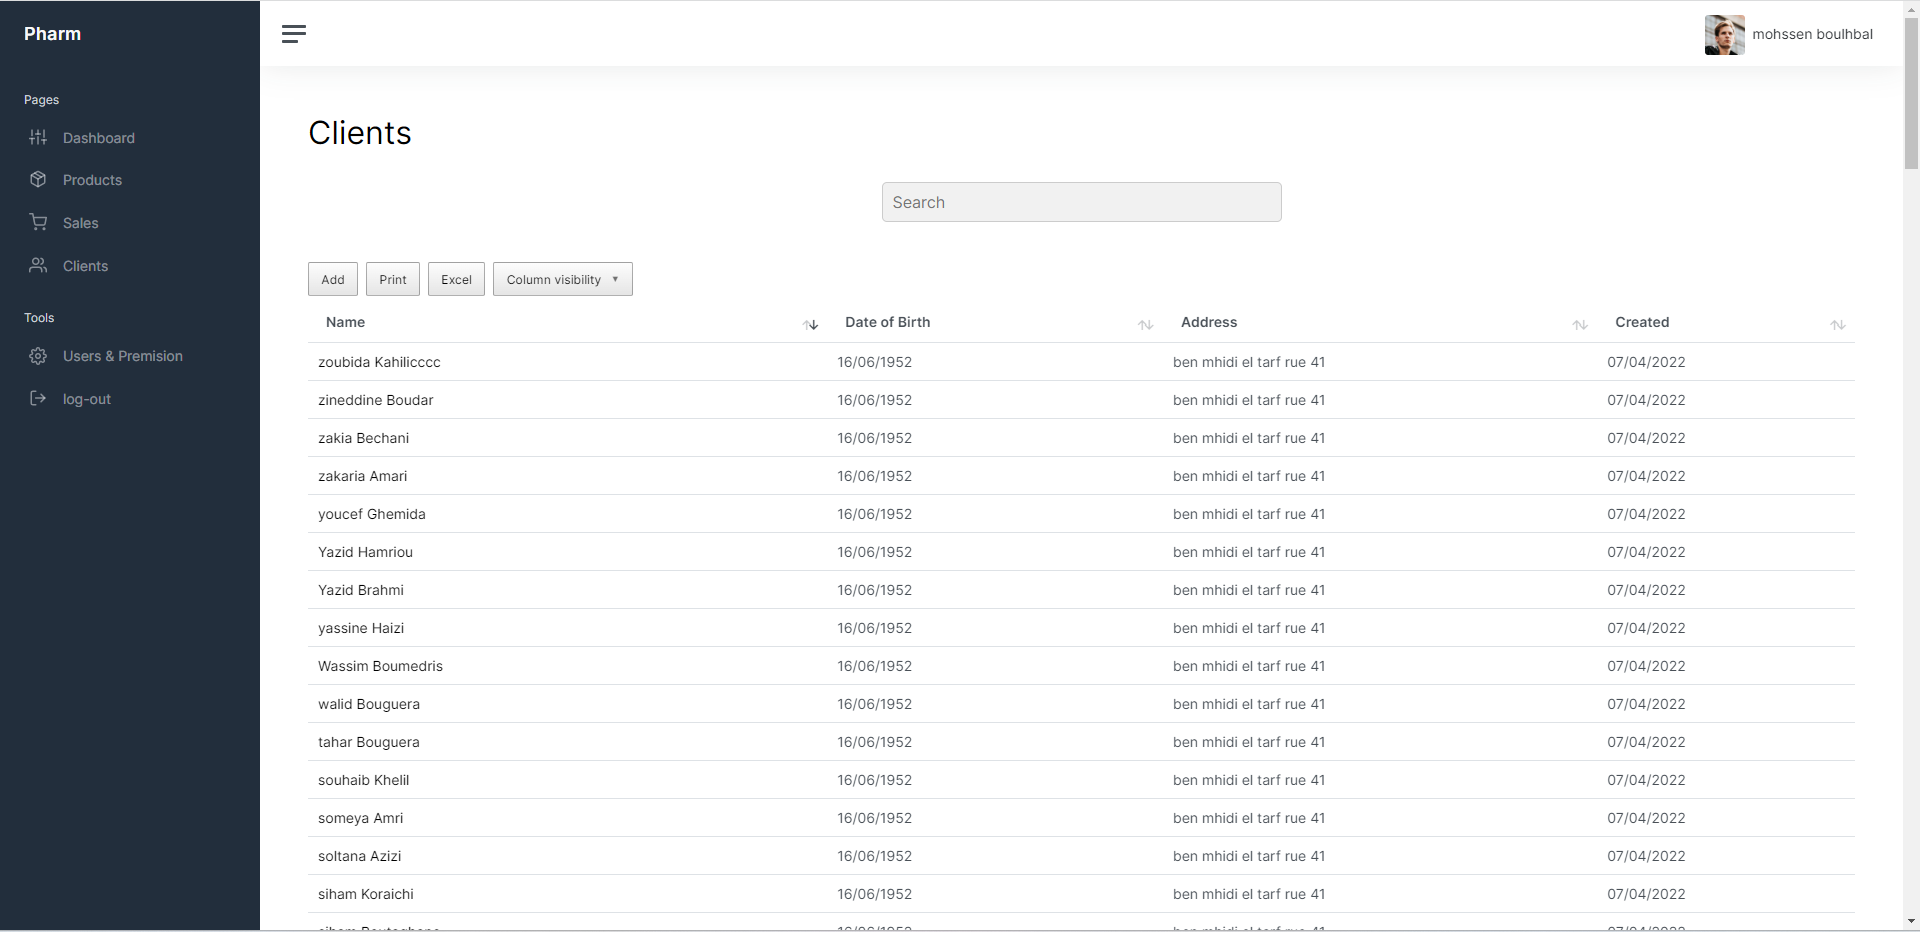 Pharm
mohssen boulhbal
Pages
Dashboard
Products
Sales
Clients
Tools
Users & Premision
log-out
Clients
Search
Add Print Excel Column visibility
Name Date of Birth Address Created
zoubida Kahilicccc 16/06/1952 ben mhidi el tarf rue 41 07/04/2022
zineddine Boudar 16/06/1952 ben mhidi el tarf rue 41 07/04/2022
zakia Bechani 16/06/1952 ben mhidi el tarf rue 41 07/04/2022
zakaria Amari 16/06/1952 ben mhidi el tarf rue 41 07/04/2022
youcef Ghemida 16/06/1952 ben mhidi el tarf rue 41 07/04/2022
Yazid Hamriou 16/06/1952 ben mhidi el tarf rue 41 07/04/2022
Yazid Brahmi 16/06/1952 ben mhidi el tarf rue 41 07/04/2022
yassine Haizi 16/06/1952 ben mhidi el tarf rue 41 07/04/2022
Wassim Boumedris 16/06/1952 ben mhidi el tarf rue 41 07/04/2022
walid Bouguera 16/06/1952 ben mhidi el tarf rue 41 07/04/2022
tahar Bouguera 16/06/1952 ben mhidi el tarf rue 41 07/04/2022
souhaib Khelil 16/06/1952 ben mhidi el tarf rue 41 07/04/2022
someya Amri 16/06/1952 ben mhidi el tarf rue 41 07/04/2022
soltana Azizi 16/06/1952 ben mhidi el tarf rue 41 07/04/2022
siham Koraichi 16/06/1952 ben mhidi el tarf rue 41 07/04/2022